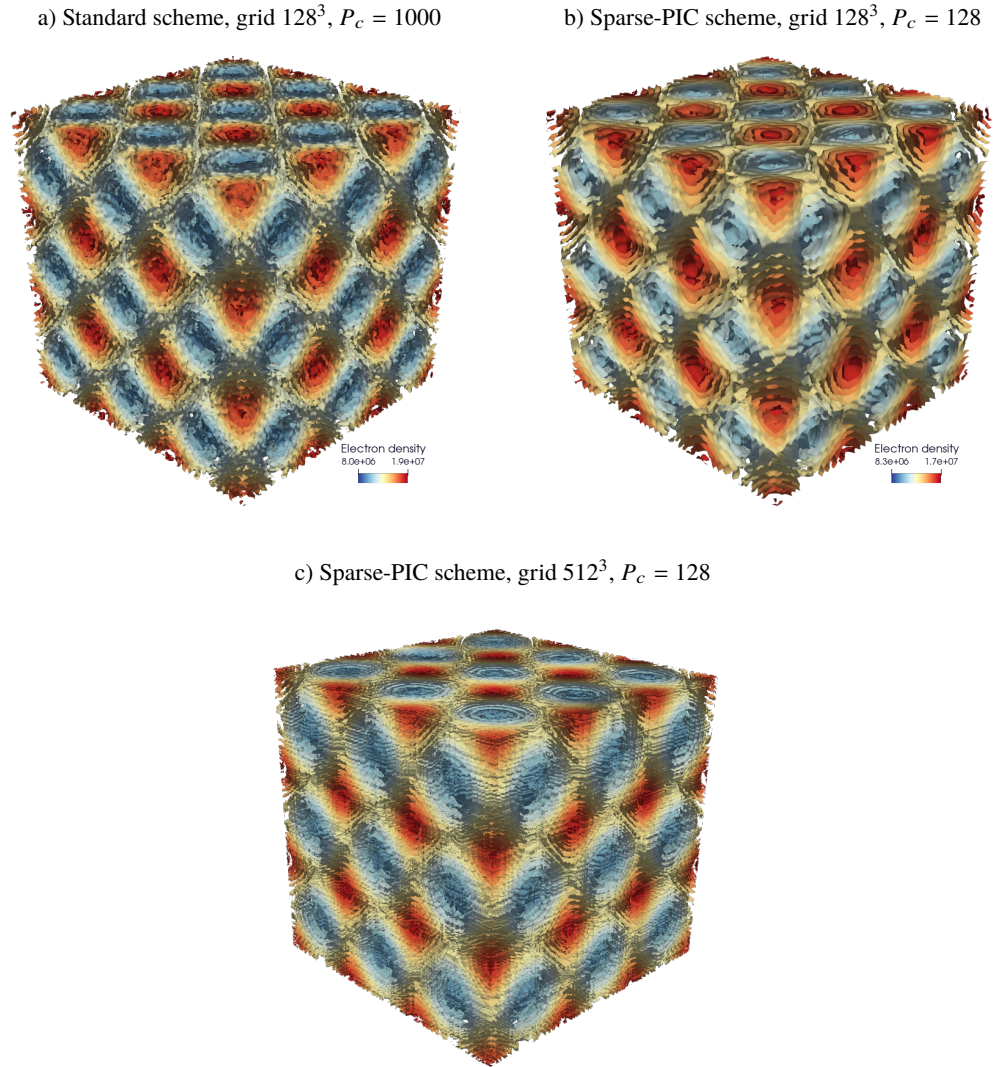 a) Standard scheme, grid 128³, P_c = 1000
b) Sparse-PIC scheme, grid 128³, P_c = 128
Electron density
8.0e+06 1.9e+07
Electron density
8.3e+06 1.7e+07
c) Sparse-PIC scheme, grid 512³, P_c = 128